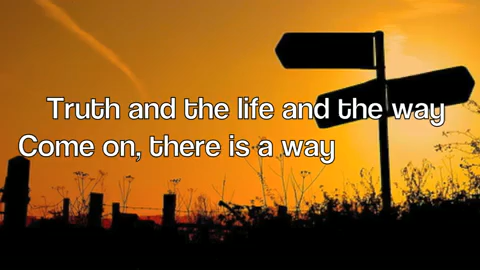 Truth and the life and the way
Come on, there is a way